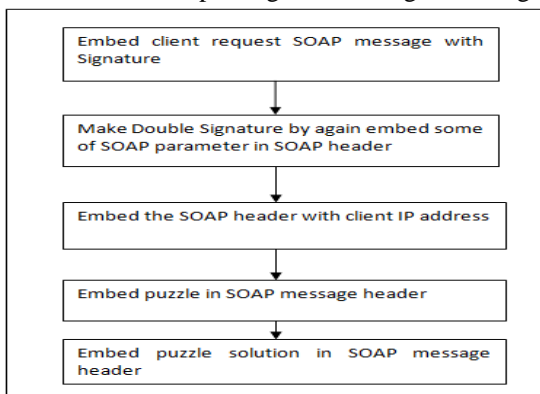 Embed client request SOAP message with
Signature
Make Double Signature by again embed some
of SOAP parameter in SOAP header
Embed the SOAP header with client IP address
Embed puzzle in SOAP message header
Embed puzzle solution in SOAP message
header